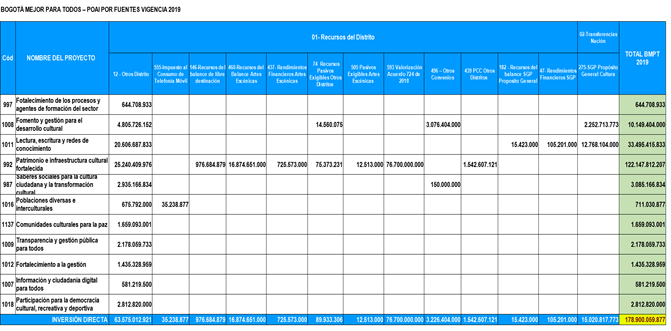 BOGOTÁ MEJOR PARA TODOS – POAI POR FUENTES VIGENCIA 2019
Cód NOMBRE DEL PROYECTO 01- Recursos del Distrito 02-Transferencias Nación TOTAL BMPT 2019
12 - Otros Distrito 555-Impuesto al Consumo de Telefonía Móvil 146-Recursos del balance de libre destinación 468-Recursos del Balance Artes Escénicas 437- Rendimientos Financieros Artes Escénicas 74 Recursos Pasivos Exigibles Otros Distritos 505 Pasivos Exigibles Artes Escénicas 593 Valorización Acuerdo 724 de 2018 496 – Otros Convenios 439 PCC Otros Distritos 182 - Recursos del balance SGP Propósito General 47- Rendimientos Financieros SGP 275-SGP Propósito General Cultura
997 Fotalecimiento de los procesos y agentes de formación del sector 644.708.933 644.708.933
1008 Fomento y gestión para el desarrollo cultural 4.805.726.152 14.560.075 3.076.404.000 2.252.713.773 10.149.404.000
1011 Lectura, escritura y redes de conocimiento 20.606.687.833 15.423.000 105.201.000 12.768.104.000 33.495.415.833
992 Patrimonio e infraestructura cultural fortalecida 25.240.409.976 976.684.879 16.874.651.000 725.573.000 75.373.231 12.513.000 76.700.000.000 1.542.607.121 122.147.812.207
987 Saberes sociales para la cultura ciudadana y la transformación cultural 2.935.166.834 150.000.000 3.085.166.834
1016 Poblaciones diversas e interculturales 675.792.000 35.238.877 711.030.877
1137 Comunidades culturales para la paz 1.659.093.001 1.659.093.001
1009 Transparencia y gestión pública para todos 2.178.059.733 2.178.059.733
1012 Fortalecimiento a la gestión 1.435.328.959 1.435.328.959
1007 Información y ciudadanía digital para todos 581.219.500 581.219.500
1018 Participación para la democracia cultural, recreativa y deportiva 2.812.820.000 2.812.820.000
INVERSIÓN DIRECTA 63.575.012.921 35.238.877 976.684.879 16.874.651.000 725.573.000 89.933.306 12.513.000 76.700.000.000 3.226.404.000 1.542.607.121 15.423.000 105.201.000 15.020.817.773 178.900.059.877